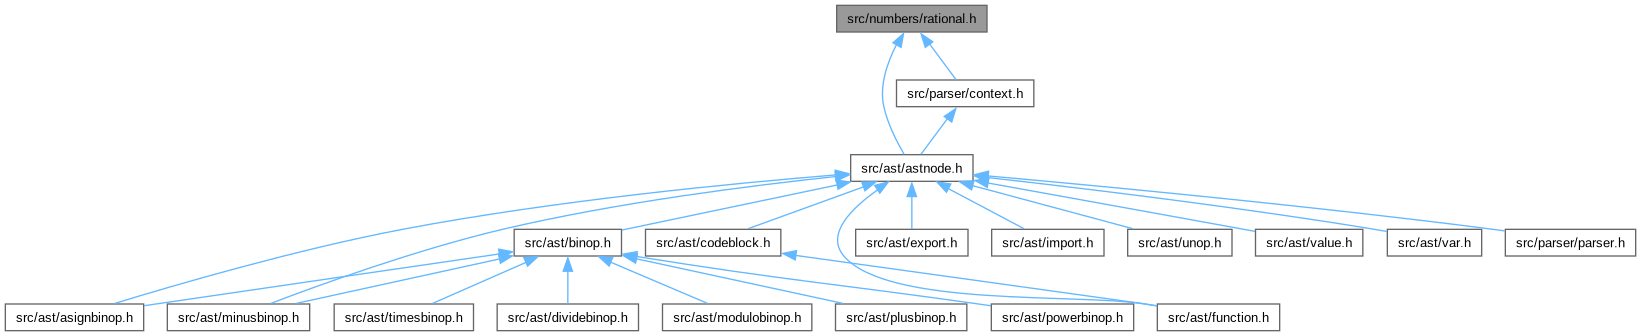 src/numbers/rational.h
src/parser/context.h
src/ast/astnode.h
src/ast/binop.h
src/ast/codeblock.h
src/ast/export.h
src/ast/import.h
src/ast/unop.h
src/ast/value.h
src/ast/var.h
src/parser/parser.h
src/ast/asignbinop.h
src/ast/minusbinop.h
src/ast/timesbinop.h
src/ast/dividebinop.h
src/ast/modulobinop.h
src/ast/plusbinop.h
src/ast/powerbinop.h
src/ast/function.h